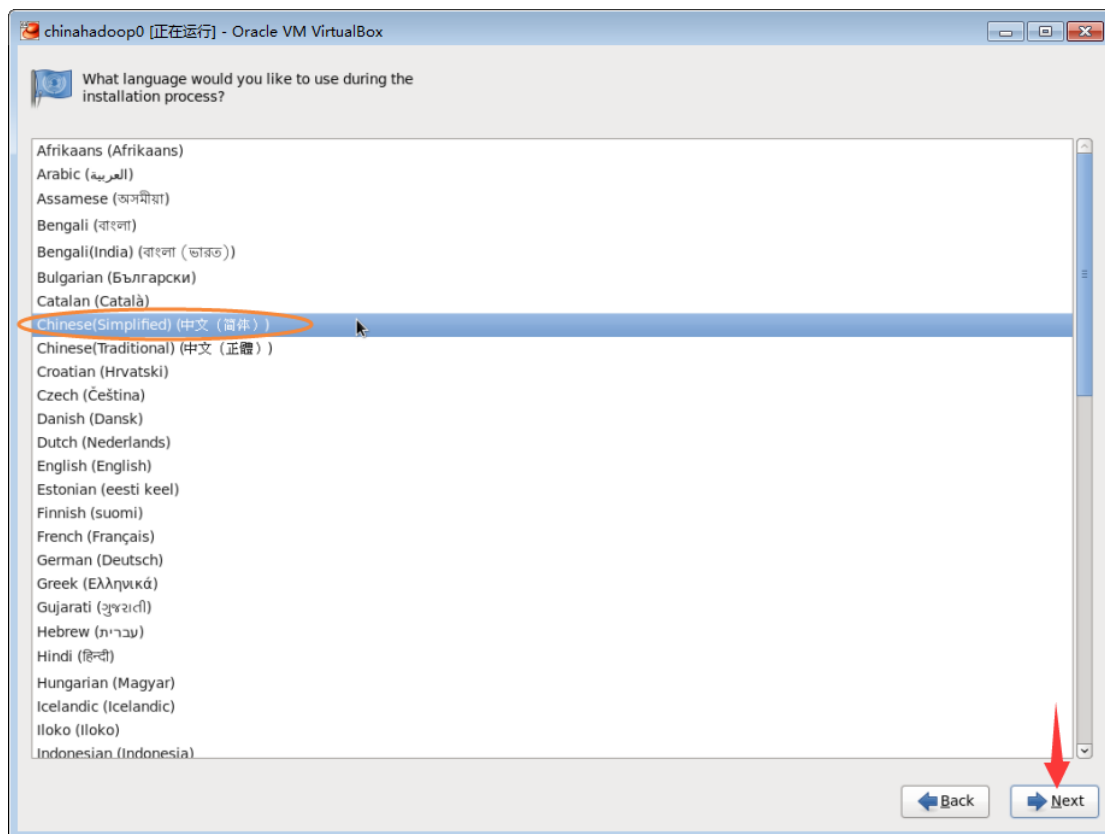 chinahadoop0 [正在运行] - Oracle VM VirtualBox
What language would you like to use during the
installation process?
Afrikaans (Afrikaans)
Arabic (العربية)
Assamese (অসমীয়া)
Bengali (বাংলা)
Bengali(India) (বাংলা (ভারত))
Bulgarian (Български)
Catalan (Català)
Chinese(Simplified) (中文（简体）)
Chinese(Traditional) (中文（正體）)
Croatian (Hrvatski)
Czech (Čeština)
Danish (Dansk)
Dutch (Nederlands)
English (English)
Estonian (eesti keel)
Finnish (suomi)
French (Français)
German (Deutsch)
Greek (Ελληνικά)
Gujarati (ગુજરાતી)
Hebrew (עברית)
Hindi (हिन्दी)
Hungarian (Magyar)
Icelandic (Icelandic)
Iloko (Iloko)
Indonesian (Indonesia)
Back
Next